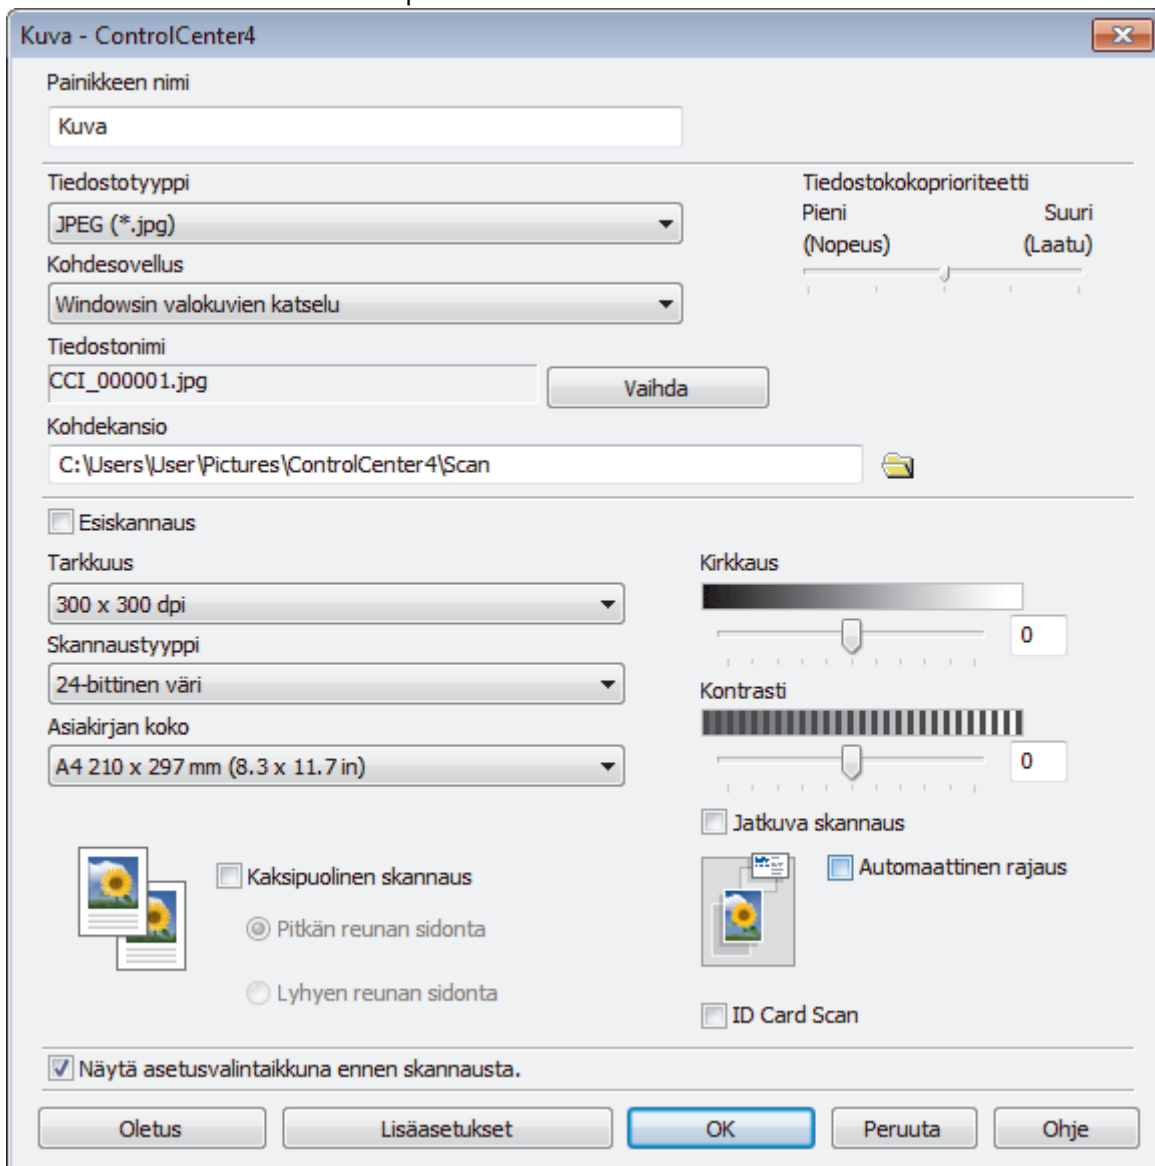 Kuva - ControlCenter4
Painikkeen nimi
Kuva
Tiedostotyyppi
JPEG (*.jpg)
Kohdesovellus
Windowsin valokuvien katselu
Tiedostonimi
CCI_000001.jpg
Vaihda
Kohdekansio
C:\Users\User\Pictures\ControlCenter4\Scan
Tiedostokokoprioriteetti
Pieni Suuri
(Nopeus) (Laatu)
Esiskannaus
Tarkkuus
300 x 300 dpi
Skannaustyyppi
24-bittinen väri
Asiakirjan koko
A4 210 x 297 mm (8.3 x 11.7 in)
Kaksipuolinen skannaus
Pitkän reunan sidonta
Lyhyen reunan sidonta
Kirkkaus
0
Kontrasti
0
Jatkuva skannaus
Automaattinen rajaus
ID Card Scan
Näytä asetusvalintaikkuna ennen skannausta.
Oletus Lisäasetukset OK Peruuta Ohje